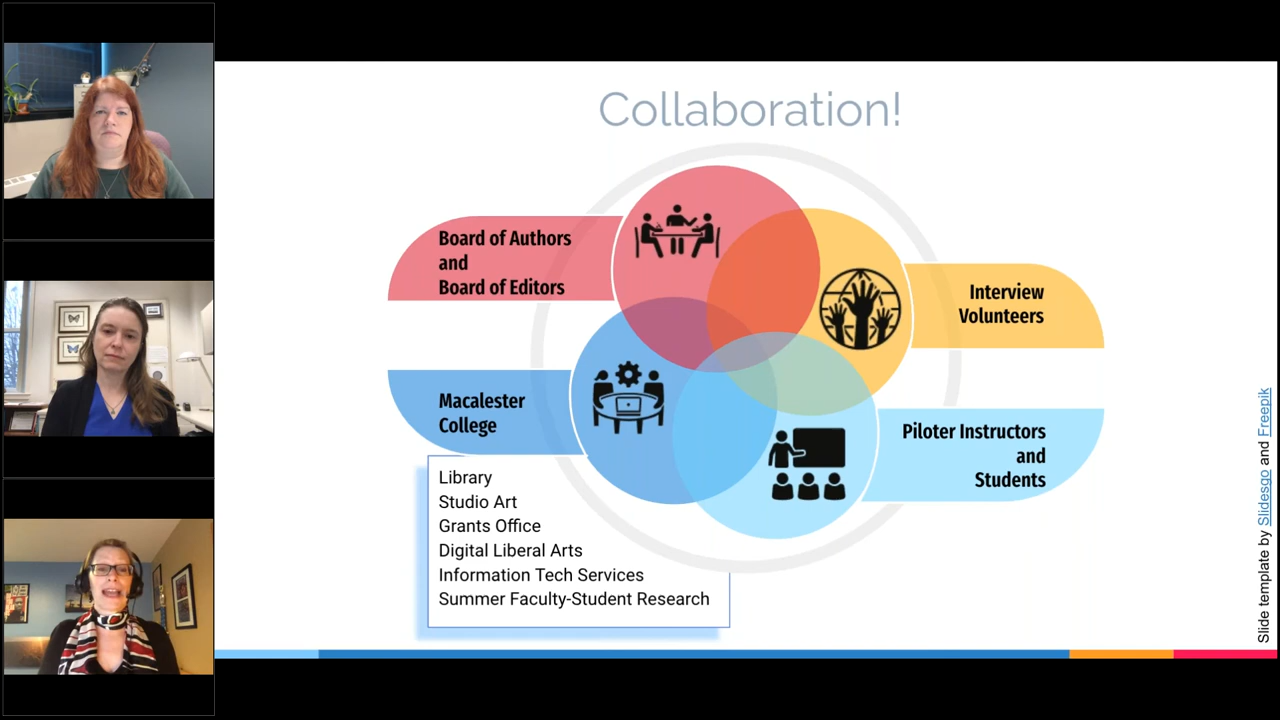 Collaboration!
Board of Authors
and
Board of Editors
Interview
Volunteers
Macalester
College
Piloter Instructors
and
Students
Library
Studio Art
Grants Office
Digital Liberal Arts
Information Tech Services
Summer Faculty-Student Research
Slide template by Slidesgo and Freepik